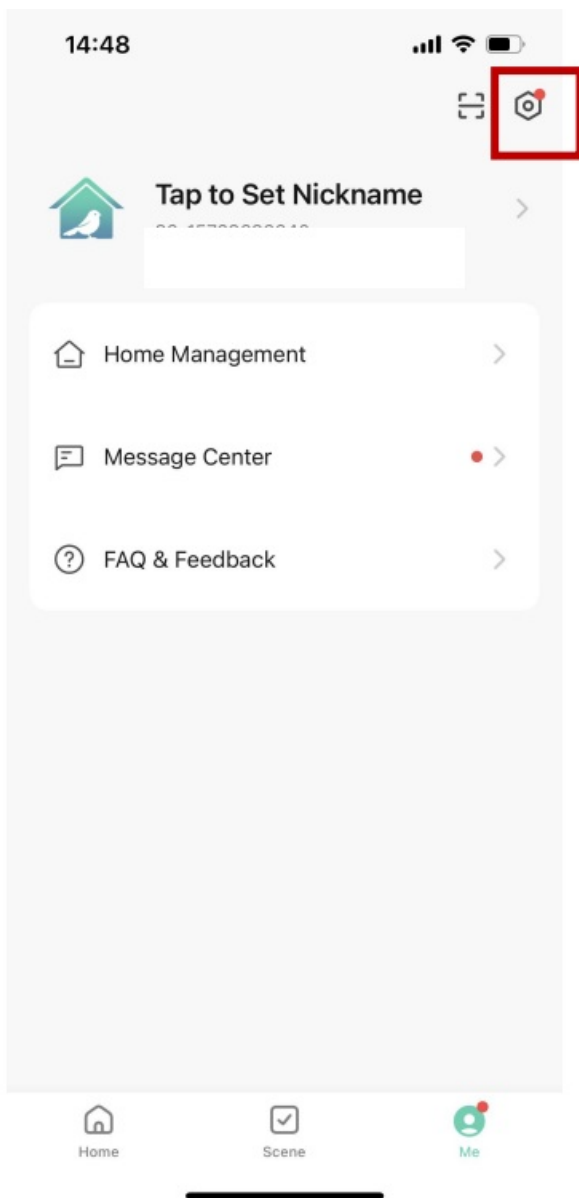 14:48
Tap to Set Nickname
Home Management
Message Center
FAQ & Feedback
Home
Scene
Me